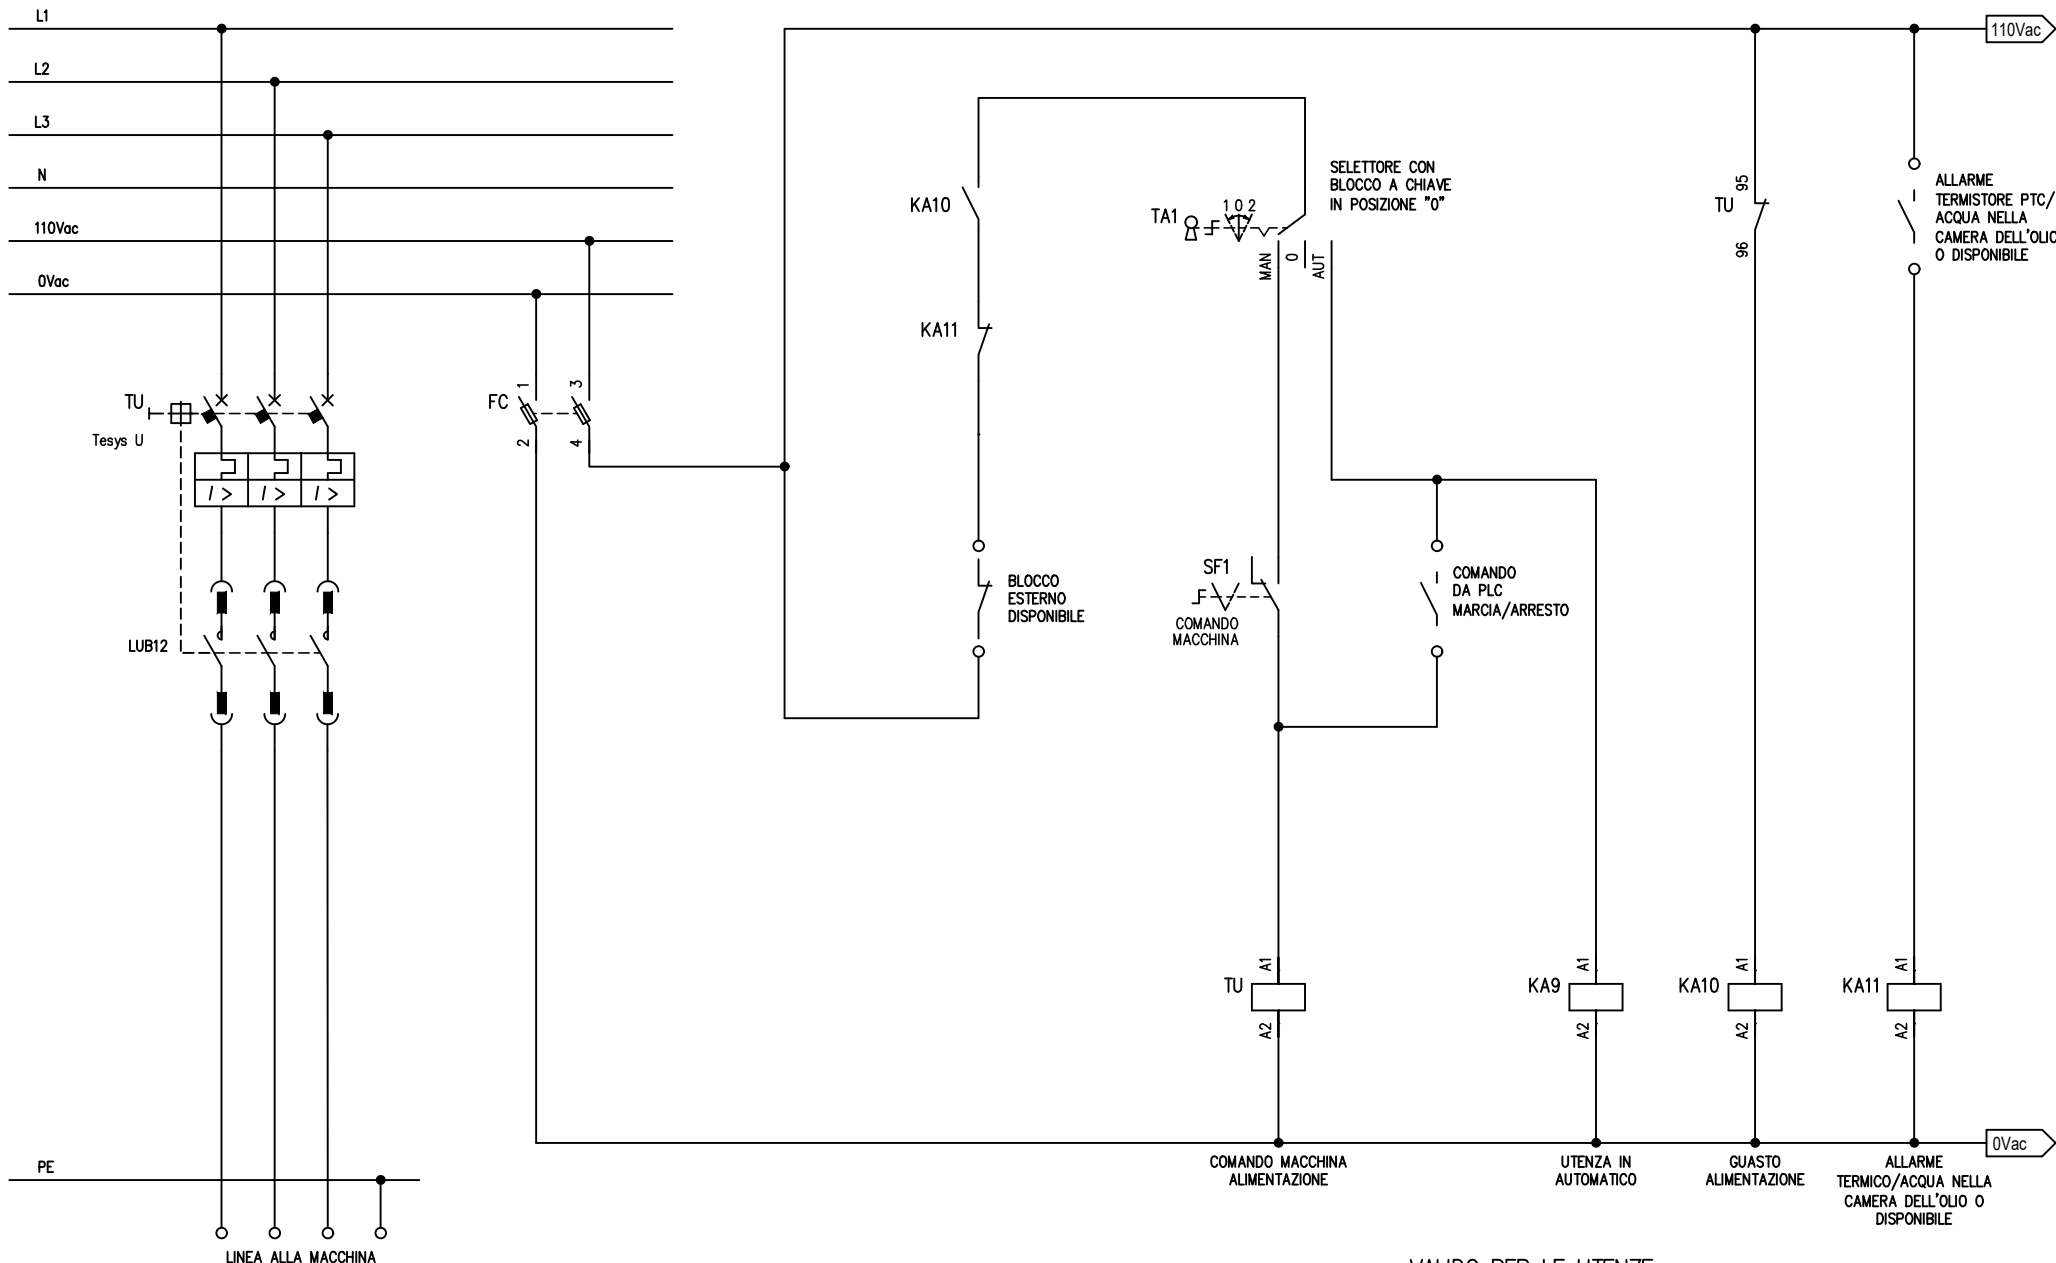 L1
L2
L3
N
110Vac
0Vac
TU
Tesys U
I >
I >
I >
LUB12
PE
LINEA ALLA MACCHINA
FC
1
3
2
4
KA10
KA11
BLOCCO
ESTERNO
DISPONIBILE
TA1
1 0 2
SELETTORE CON
BLOCCO A CHIAVE
IN POSIZIONE "0"
MAN
0
AUT
SF1
COMANDO
MACCHINA
COMANDO
DA PLC
MARCIA/ARRESTO
TU
95
96
ALLARME
TERMISTORE PTC/
ACQUA NELLA
CAMERA DELL'OLIO
O DISPONIBILE
110Vac
TU
A1
A2
KA9
A1
A2
KA10
A1
A2
KA11
A1
A2
0Vac
COMANDO MACCHINA
ALIMENTAZIONE
UTENZA IN
AUTOMATICO
GUASTO
ALIMENTAZIONE
ALLARME
TERMICO/ACQUA NELLA
CAMERA DELL'OLIO O
DISPONIBILE
VALIDO PER LE UTENZE